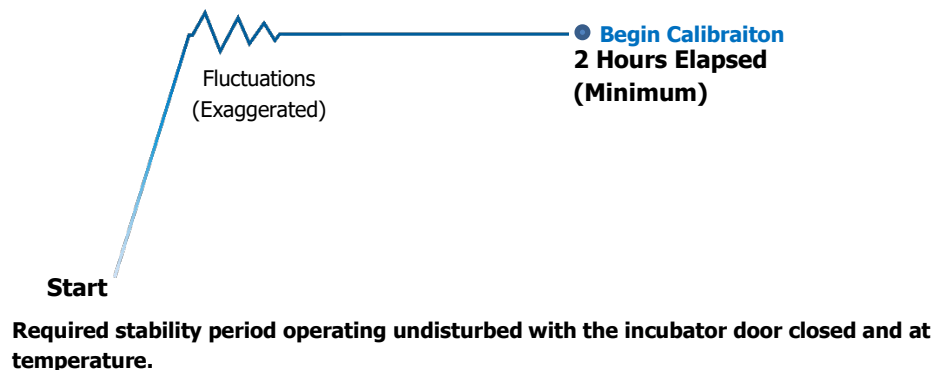 Begin Calibraiton
2 Hours Elapsed
(Minimum)
Fluctuations
(Exaggerated)
Start
Required stability period operating undisturbed with the incubator door closed and at
temperature.